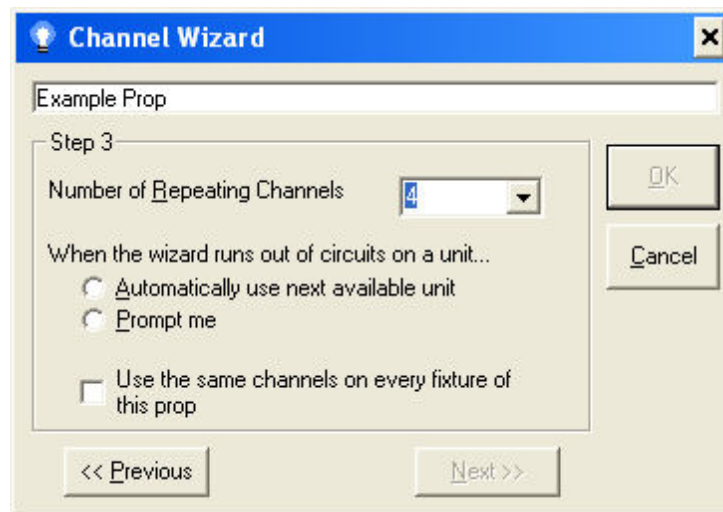 Channel Wizard
Example Prop
Step 3
Number of Repeating Channels 4
OK
When the wizard runs out of circuits on a unit...
Cancel
Automatically use next available unit
Prompt me
Use the same channels on every fixture of
this prop
<< Previous Next >>